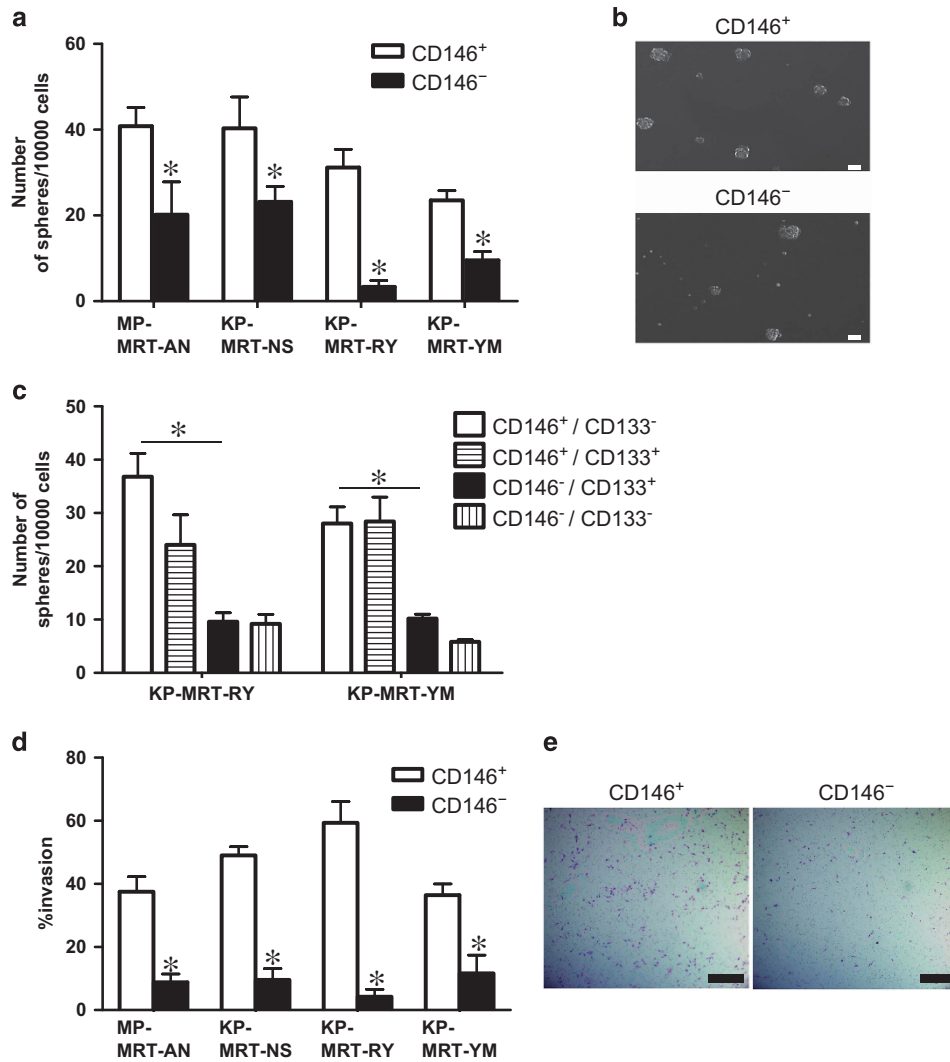 a
60
40
20
0
Number
of spheres/10000 cells
CD146⁺
CD146⁻
*
*
*
*
MP-
MRT-AN
KP-
MRT-NS
KP-
MRT-RY
KP-
MRT-YM
b
CD146⁺
CD146⁻
c
50
40
30
20
10
0
Number of
spheres/10000 cells
*
*
CD146⁺ / CD133⁻
CD146⁺ / CD133⁺
CD146⁻ / CD133⁺
CD146⁻ / CD133⁻
KP-MRT-RY
KP-MRT-YM
d
80
60
40
20
0
%invasion
CD146⁺
CD146⁻
*
*
*
*
MP-
MRT-AN
KP-
MRT-NS
KP-
MRT-RY
KP-
MRT-YM
e
CD146⁺
CD146⁻